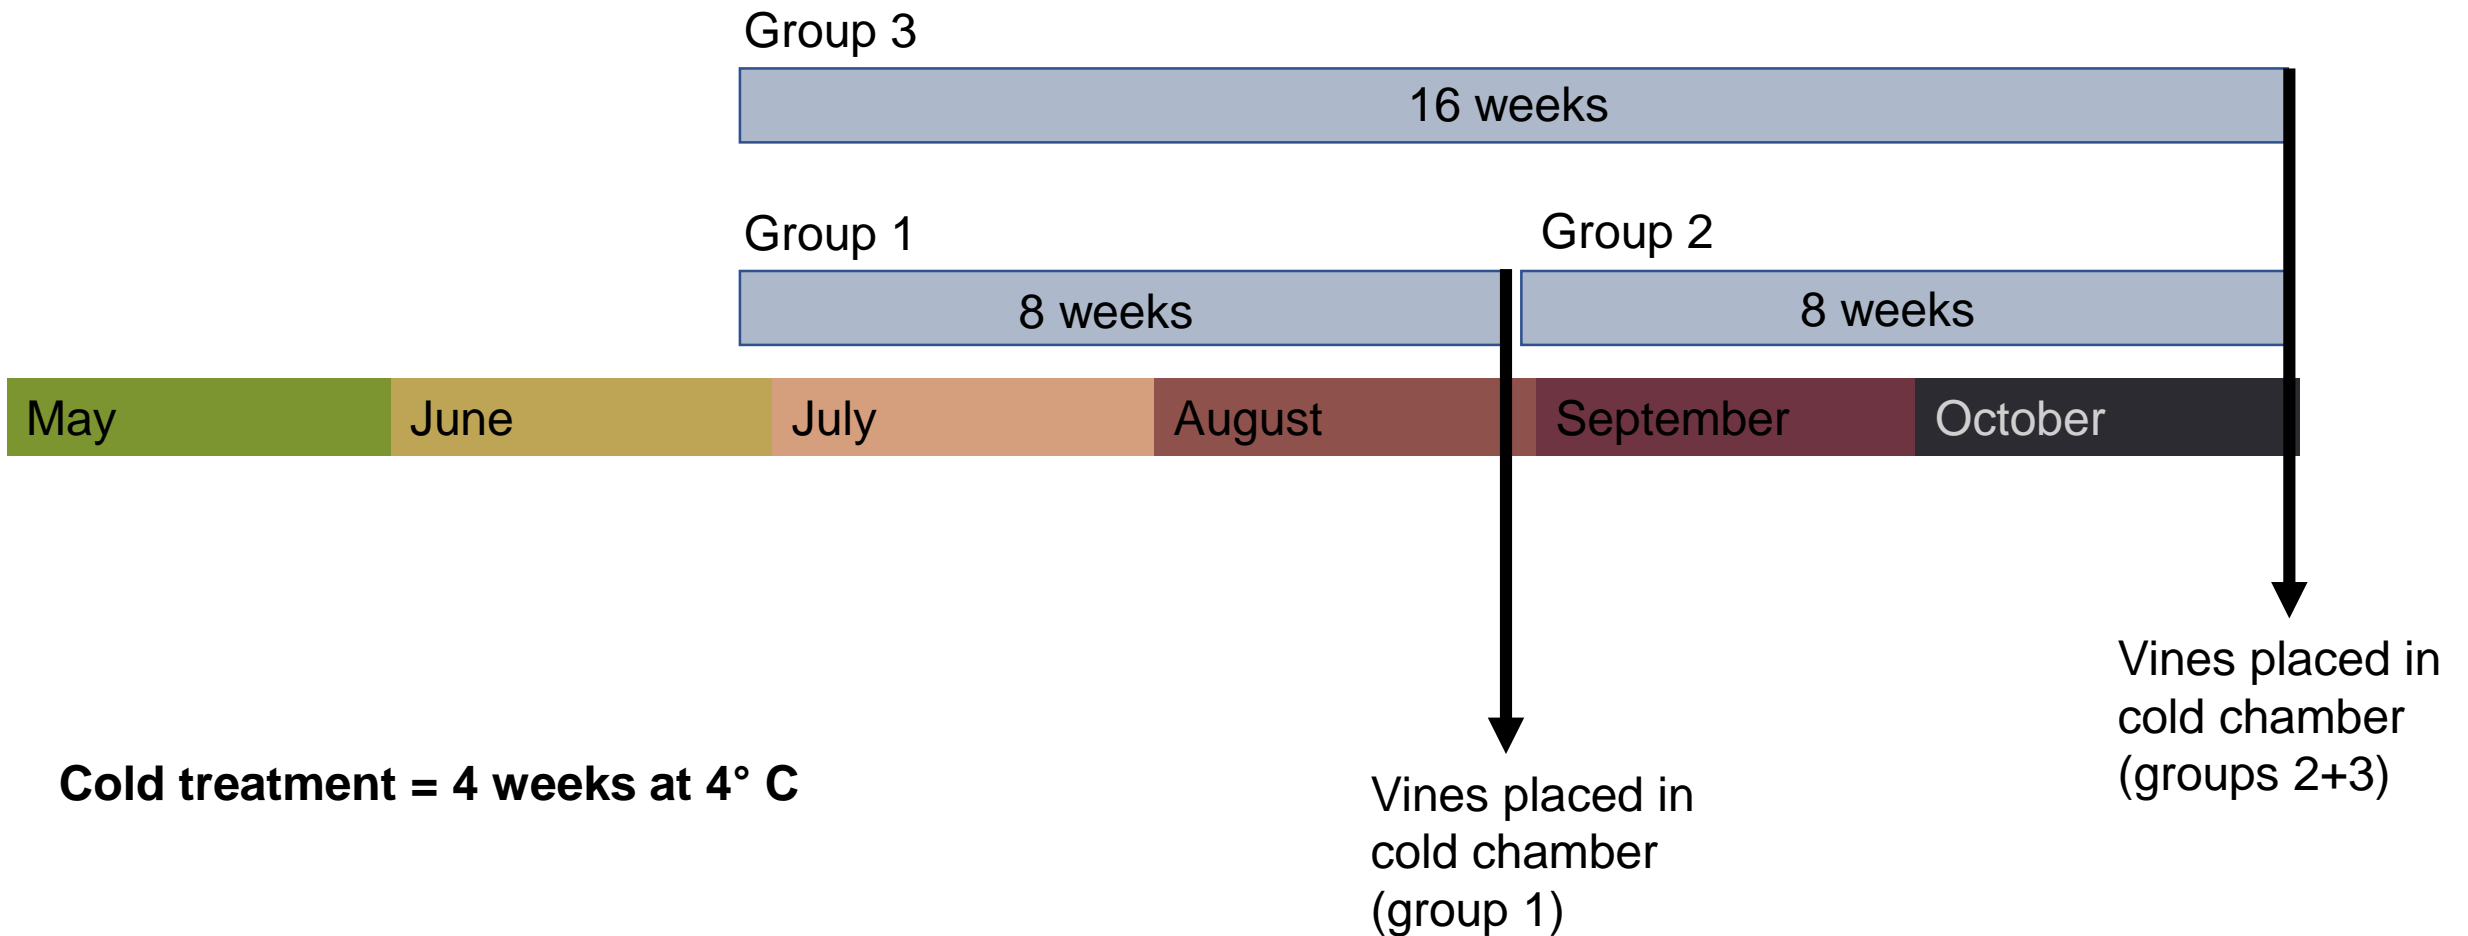 Group 3
16 weeks
Group 1
Group 2
8 weeks
8 weeks
May
June
July
August
September
October
Vines placed in
cold chamber
(groups 2+3)
Cold treatment = 4 weeks at 4° C
Vines placed in
cold chamber
(group 1)